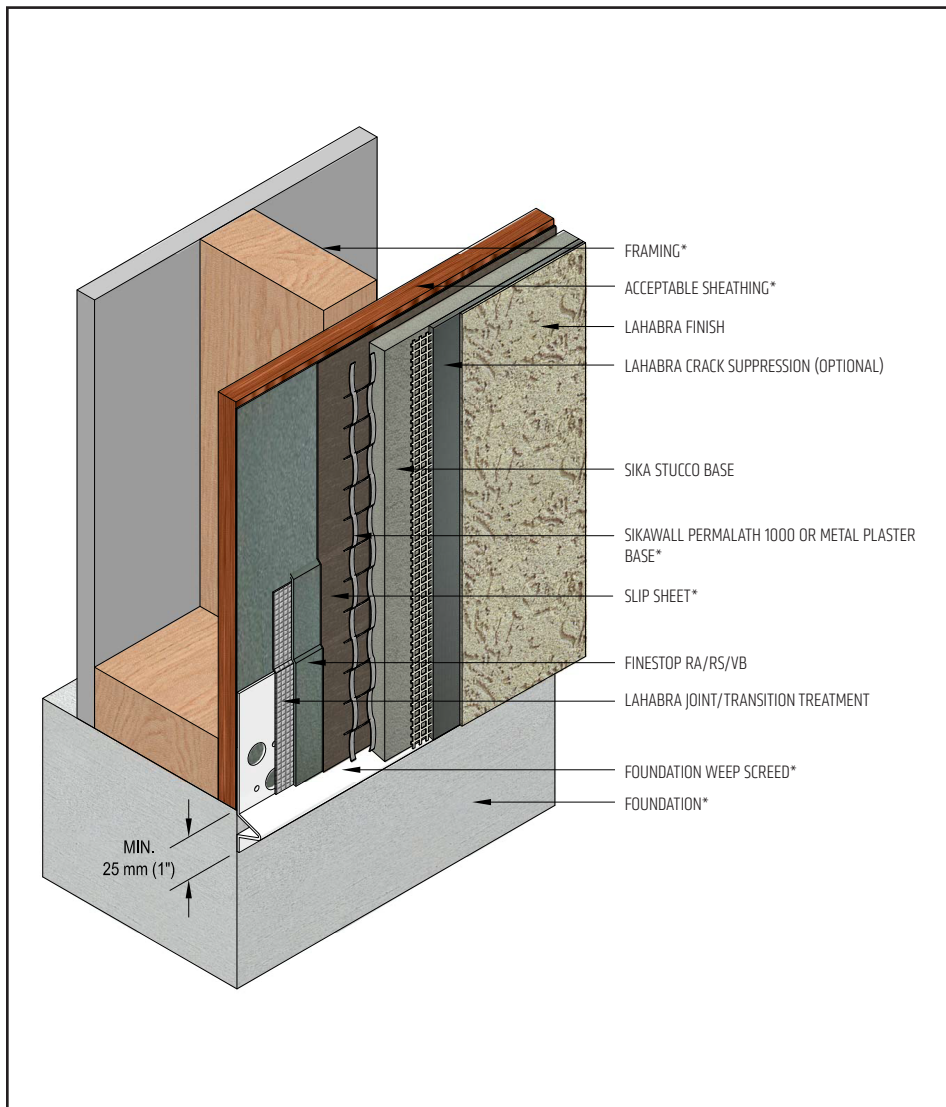 FRAMING*
ACCEPTABLE SHEATHING*
LAHABRA FINISH
LAHABRA CRACK SUPPRESSION (OPTIONAL)
SIKA STUCCO BASE
SIKAWALL PERMALATH 1000 OR METAL PLASTER
BASE*
SLIP SHEET*
FINESTOP RA/RS/VB
LAHABRA JOINT/TRANSITION TREATMENT
FOUNDATION WEEP SCREED*
FOUNDATION*
MIN.
25 mm (1")